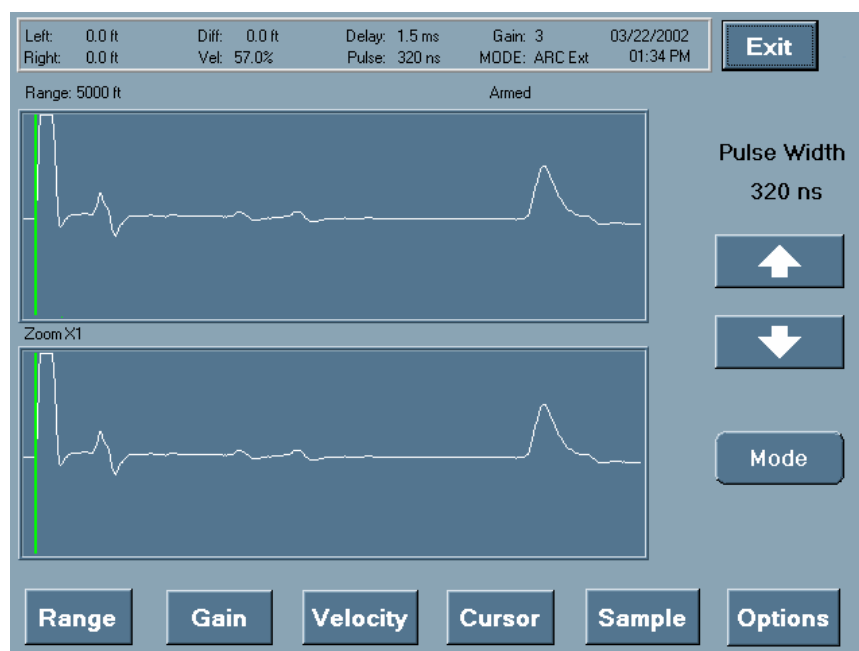 Left: 0.0 ft Diff: 0.0 ft Delay: 1.5 ms Gain: 3 03/22/2002
Right: 0.0 ft Vel: 57.0% Pulse: 320 ns MODE: ARC Ext 01:34 PM
Exit
Range: 5000 ft Armed
Pulse Width
320 ns
Zoom X1
Mode
Range Gain Velocity Cursor Sample Options